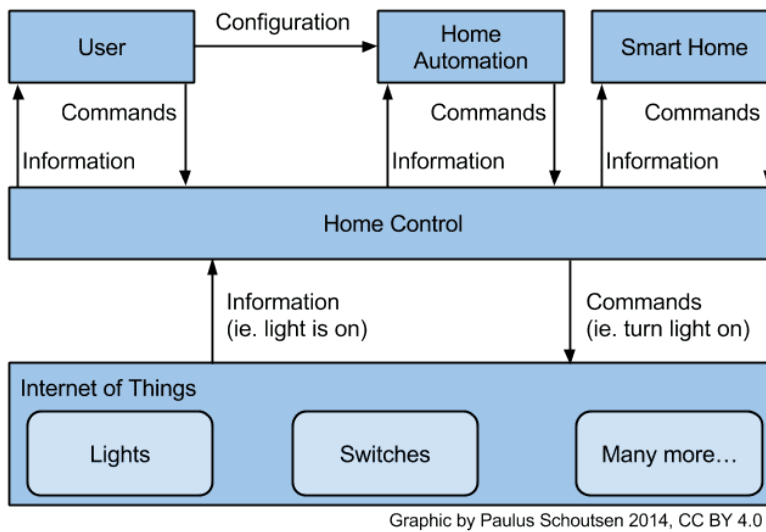 User
Configuration
Home
Automation
Smart Home
Commands
Information
Commands
Information
Commands
Information
Home Control
Information
(ie. light is on)
Commands
(ie. turn light on)
Internet of Things
Lights
Switches
Many more…
Graphic by Paulus Schoutsen 2014, CC BY 4.0